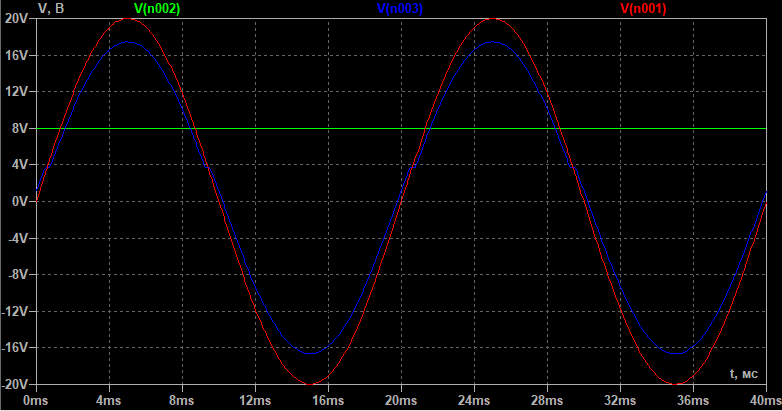 V, В V(n002) V(n003) V(n001)
20V
16V
12V
8V
4V
0V
-4V
-8V
-12V
-16V
-20V
t, мс
0ms 4ms 8ms 12ms 16ms 20ms 24ms 28ms 32ms 36ms 40ms